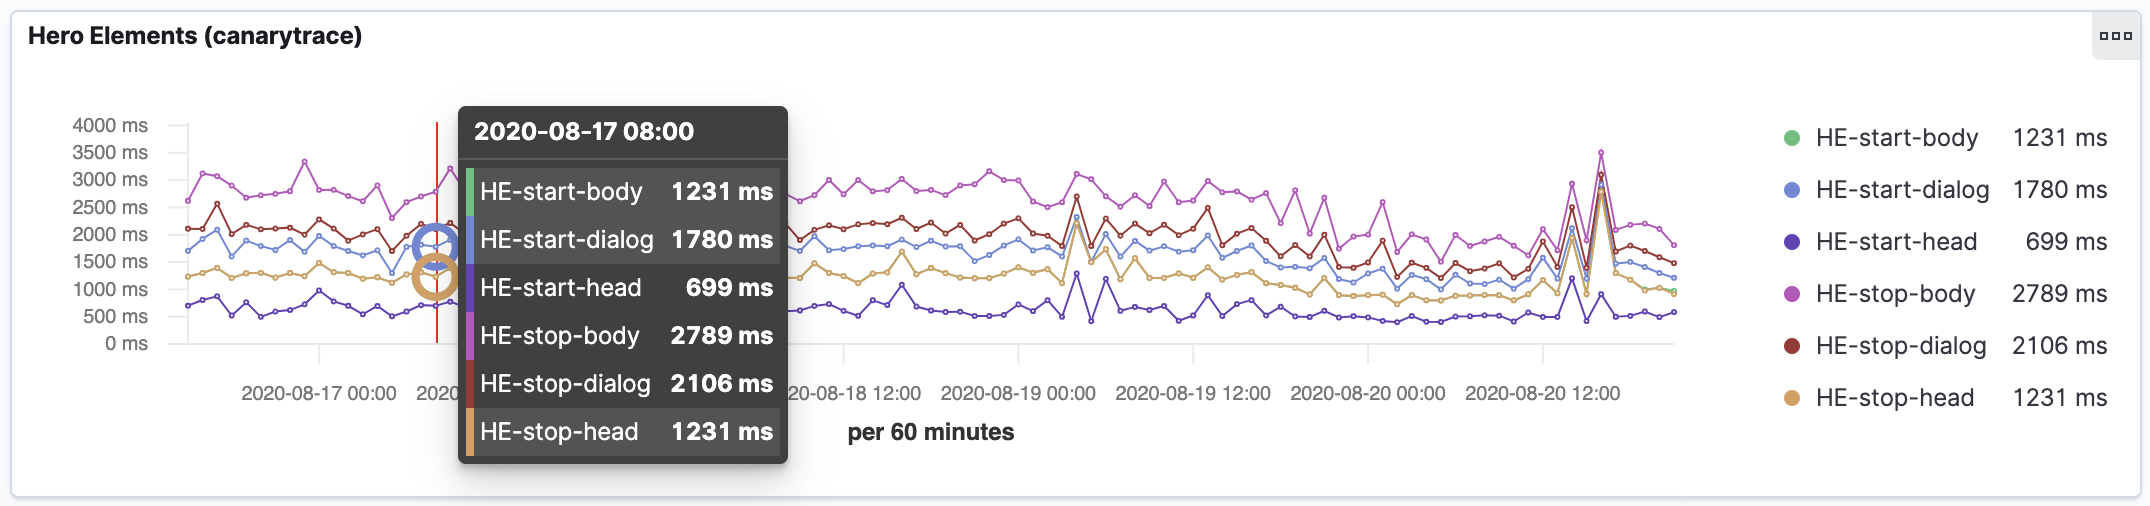 Hero Elements (canarytrace)
4000 ms
3500 ms
3000 ms
2500 ms
2000 ms
1500 ms
1000 ms
500 ms
0 ms
2020-08-17 08:00
HE-start-body 1231 ms
HE-start-dialog 1780 ms
HE-start-head 699 ms
HE-stop-body 2789 ms
HE-stop-dialog 2106 ms
HE-stop-head 1231 ms
2020-08-17 00:00
2020
20-08-18 12:00
2020-08-19 00:00
2020-08-19 12:00
2020-08-20 00:00
2020-08-20 12:00
per 60 minutes
HE-start-body 1231 ms
HE-start-dialog 1780 ms
HE-start-head 699 ms
HE-stop-body 2789 ms
HE-stop-dialog 2106 ms
HE-stop-head 1231 ms